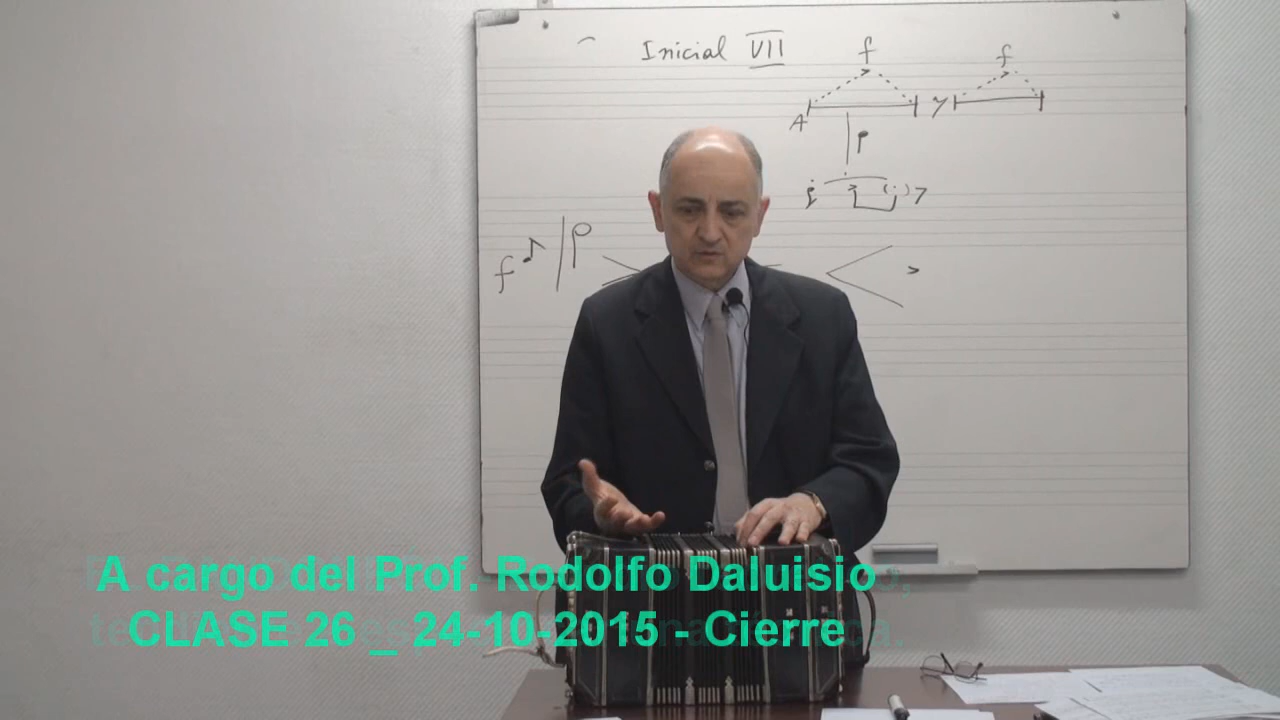 Inicial VII
f f
A y
p
f p
A cargo del Prof. Rodolfo Daluisio
CLASE 26 _ 24-10-2015 - Cierre